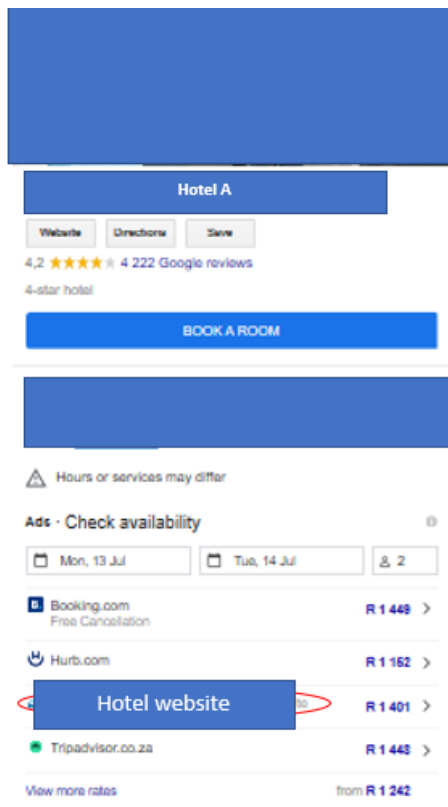 Hotel A
Website Directions Save
4,2 4 222 Google reviews
4-star hotel
BOOK A ROOM
Hours or services may differ
Ads · Check availability
Mon, 13 Jul Tue, 14 Jul 2
B. Booking.com R 1 449
Free Cancellation
Hurb.com R 1 162
Hotel website R 1 401
Tripadvisor.co.za R 1 448
View more rates from R 1 242